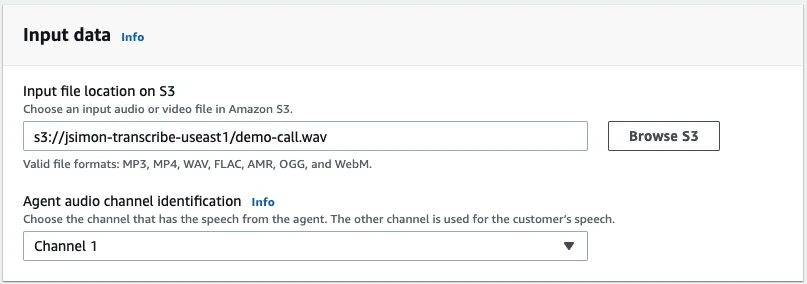 Input data Info
Input file location on S3
Choose an input audio or video file in Amazon S3.
s3://jsimon-transcribe-useast1/demo-call.wav
Browse S3
Valid file formats: MP3, MP4, WAV, FLAC, AMR, OGG, and WebM.
Agent audio channel identification Info
Choose the channel that has the speech from the agent. The other channel is used for the customer's speech.
Channel 1